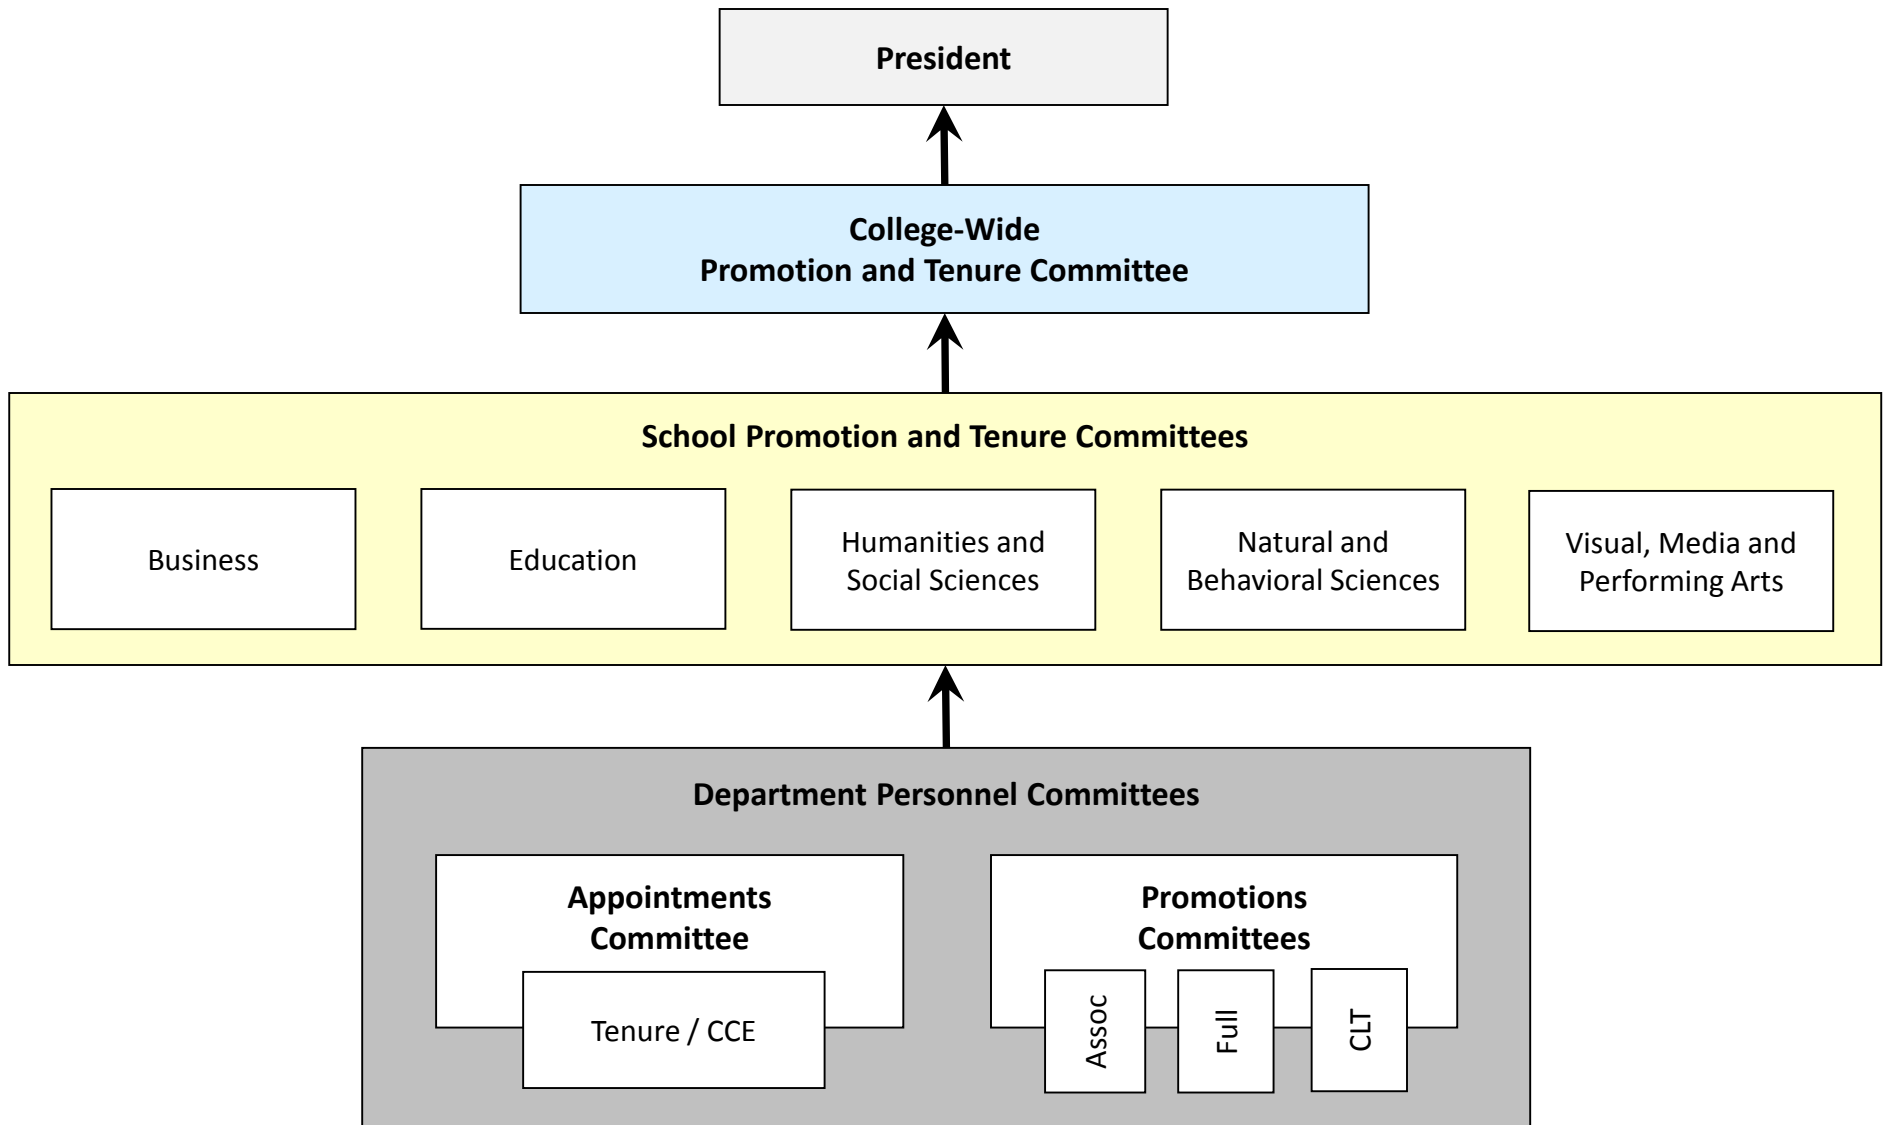 President
College-Wide
Promotion and Tenure Committee
School Promotion and Tenure Committees
Business
Education
Humanities and
Social Sciences
Natural and
Behavioral Sciences
Visual, Media and
Performing Arts
Department Personnel Committees
Appointments
Committee
Tenure / CCE
Promotions
Committees
Assoc
Full
CLT